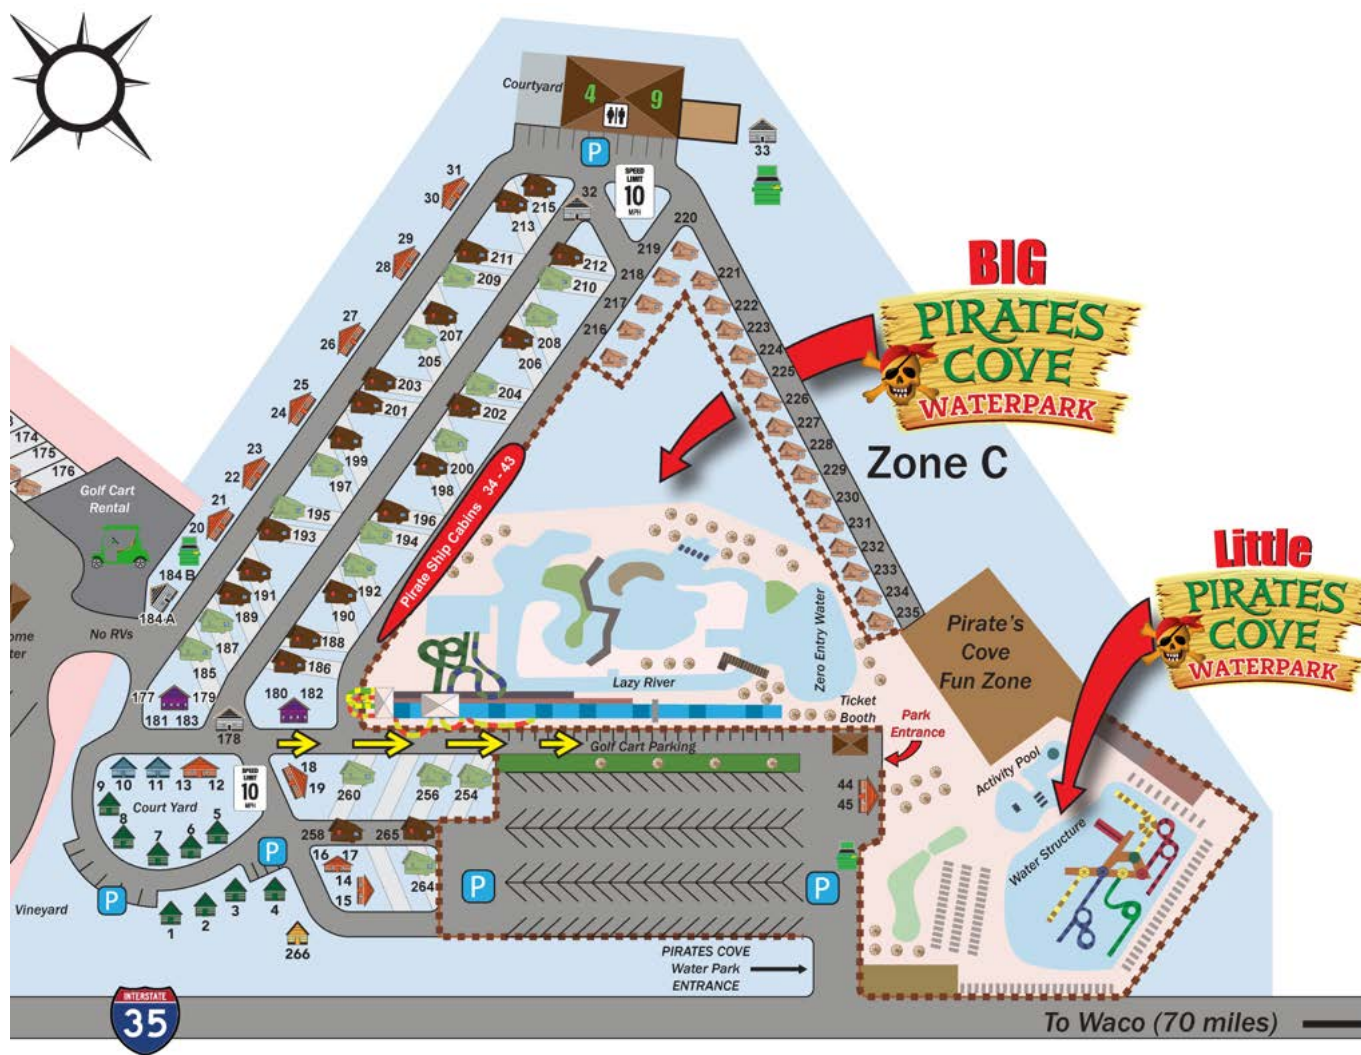 Courtyard
4
9
P
33
SPEED
LIMIT
10
MPH
31
30
32
215
213
220
219
29
28
211
209
212
210
218
221
BIG
PIRATES
COVE
WATERPARK
217
222
216
223
27
26
207
205
208
206
224
225
25
24
203
201
204
202
226
227
228
Zone C
174
175
176
23
22
199
197
200
198
229
Pirate Ship Cabins 34 - 43
230
Golf Cart
Rental
21
20
195
193
196
194
231
232
Little
PIRATES
COVE
WATERPARK
184 B
184-A
191
189
192
190
233
234
235
No RVs
187
185
188
186
Zero Entry Water
Pirate's
Cove
Fun Zone
Lazy River
177
179
181
183
180
182
178
Ticket
Booth
Park
Entrance
Golf Cart Parking
Activity Pool
9
10
11
13
12
SPEED
LIMIT
10
MPH
18
19
260
256
254
44
45
Court Yard
8
7
6
5
258
265
Water Structure
P
16
17
14
15
264
P
P
P
Vineyard
1
2
3
4
266
PIRATES COVE
Water Park
ENTRANCE
INTERSTATE
35
To Waco (70 miles)